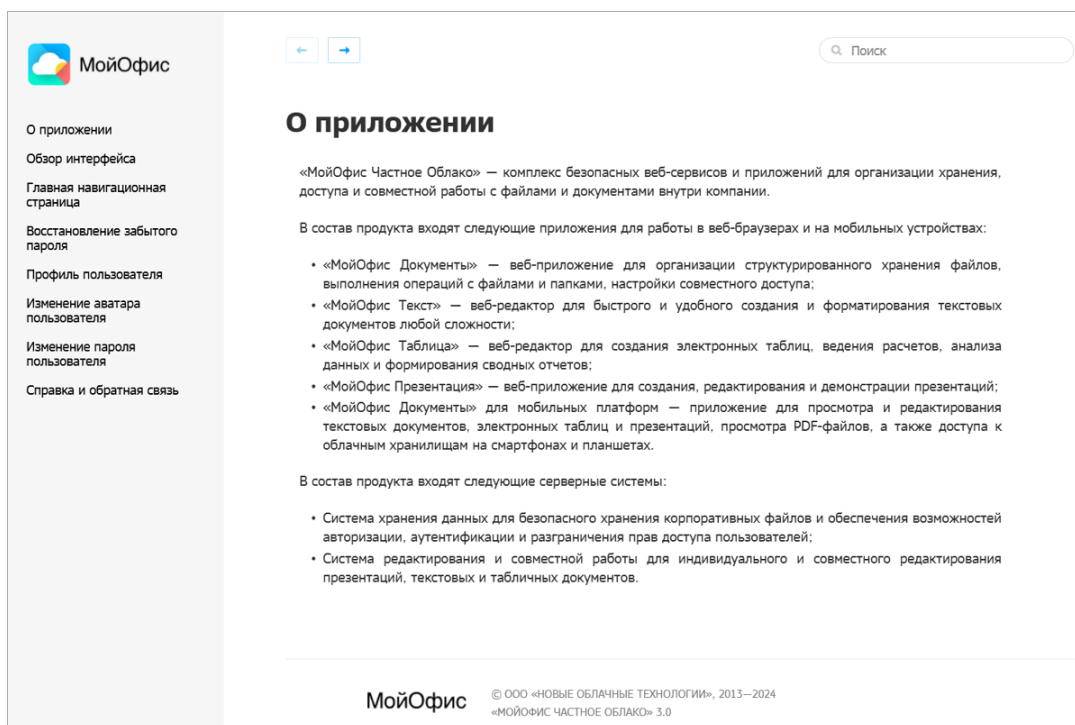 МойОфис
О приложении
Обзор интерфейса
Главная навигационная
страница
Восстановление забытого
пароля
Профиль пользователя
Изменение аватара
пользователя
Изменение пароля
пользователя
Справка и обратная связь
← →
Поиск
О приложении
«МойОфис Частное Облако» — комплекс безопасных веб-сервисов и приложений для организации хранения,
доступа и совместной работы с файлами и документами внутри компании.
В состав продукта входят следующие приложения для работы в веб-браузерах и на мобильных устройствах:
• «МойОфис Документы» — веб-приложение для организации структурированного хранения файлов,
выполнения операций с файлами и папками, настройки совместного доступа;
• «МойОфис Текст» — веб-редактор для быстрого и удобного создания и форматирования текстовых
документов любой сложности;
• «МойОфис Таблица» — веб-редактор для создания электронных таблиц, ведения расчетов, анализа
данных и формирования сводных отчетов;
• «МойОфис Презентация» — веб-приложение для создания, редактирования и демонстрации презентаций;
• «МойОфис Документы» для мобильных платформ — приложение для просмотра и редактирования
текстовых документов, электронных таблиц и презентаций, просмотра PDF-файлов, а также доступа к
облачным хранилищам на смартфонах и планшетах.
В состав продукта входят следующие серверные системы:
• Система хранения данных для безопасного хранения корпоративных файлов и обеспечения возможностей
авторизации, аутентификации и разграничения прав доступа пользователей;
• Система редактирования и совместной работы для индивидуального и совместного редактирования
презентаций, текстовых и табличных документов.
МойОфис
© ООО «НОВЫЕ ОБЛАЧНЫЕ ТЕХНОЛОГИИ», 2013—2024
«МОЙОФИС ЧАСТНОЕ ОБЛАКО» 3.0